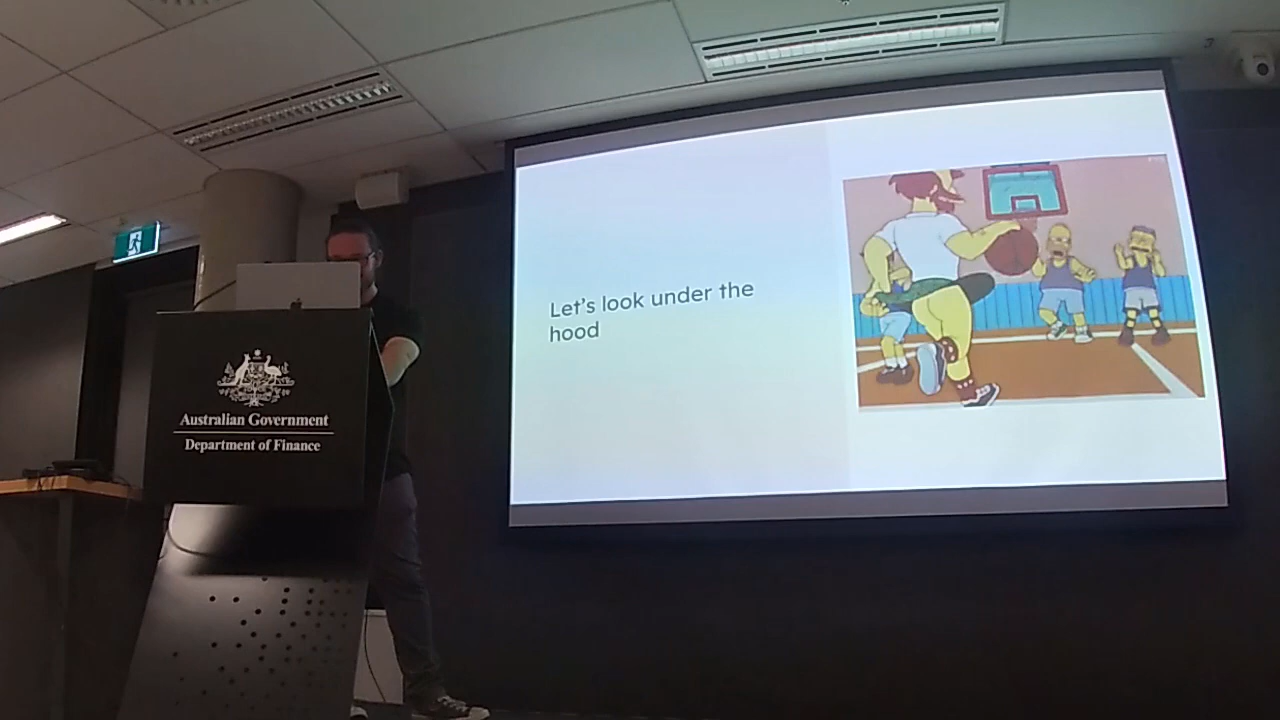 Let's look under the
hood
Australian Government
Department of Finance